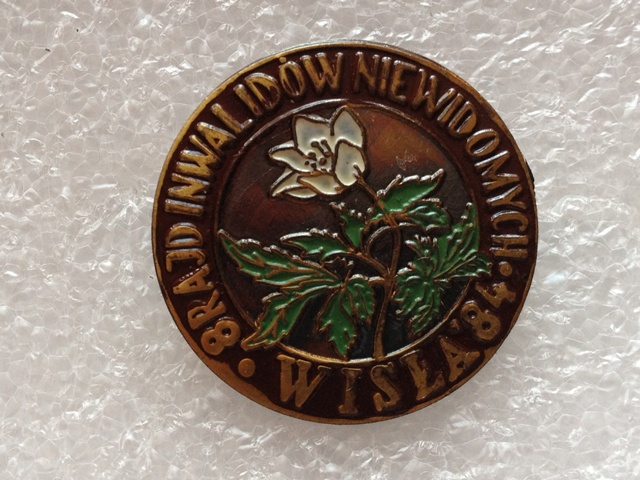 8 RAJD INWALIDÓW NIEWIDOMYCH
WISŁA '84